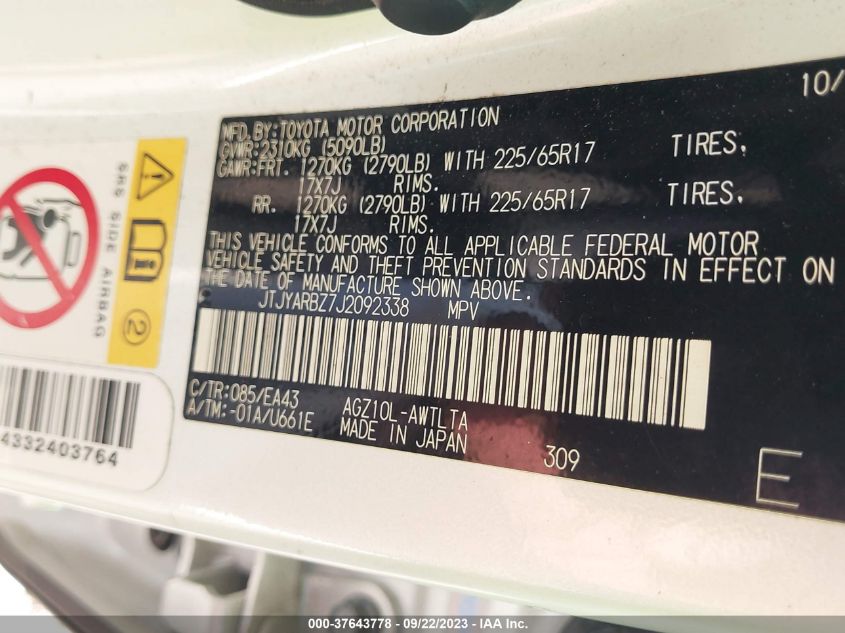 10/
MFD. BY: TOYOTA MOTOR CORPORATION
GVWR: 2310KG (5090LB)
GAWR: FRT. 1270KG (2790LB) WITH 225/65R17 TIRES,
17X7J RIMS.
RR. 1270KG (2790LB) WITH 225/65R17 TIRES,
17X7J RIMS.
THIS VEHICLE CONFORMS TO ALL APPLICABLE FEDERAL MOTOR
VEHICLE SAFETY AND THEFT PREVENTION STANDARDS IN EFFECT ON
THE DATE OF MANUFACTURE SHOWN ABOVE.
JTJYARBZ7J2092338 MPV
C/TR: 085/EA43
A/TM: -01A/U661E
AGZ10L-AWTLTA
MADE IN JAPAN
309
E
SRS SIDE AIRBAG
2
4332403764
000-37643778 - 09/22/2023 - IAA Inc.